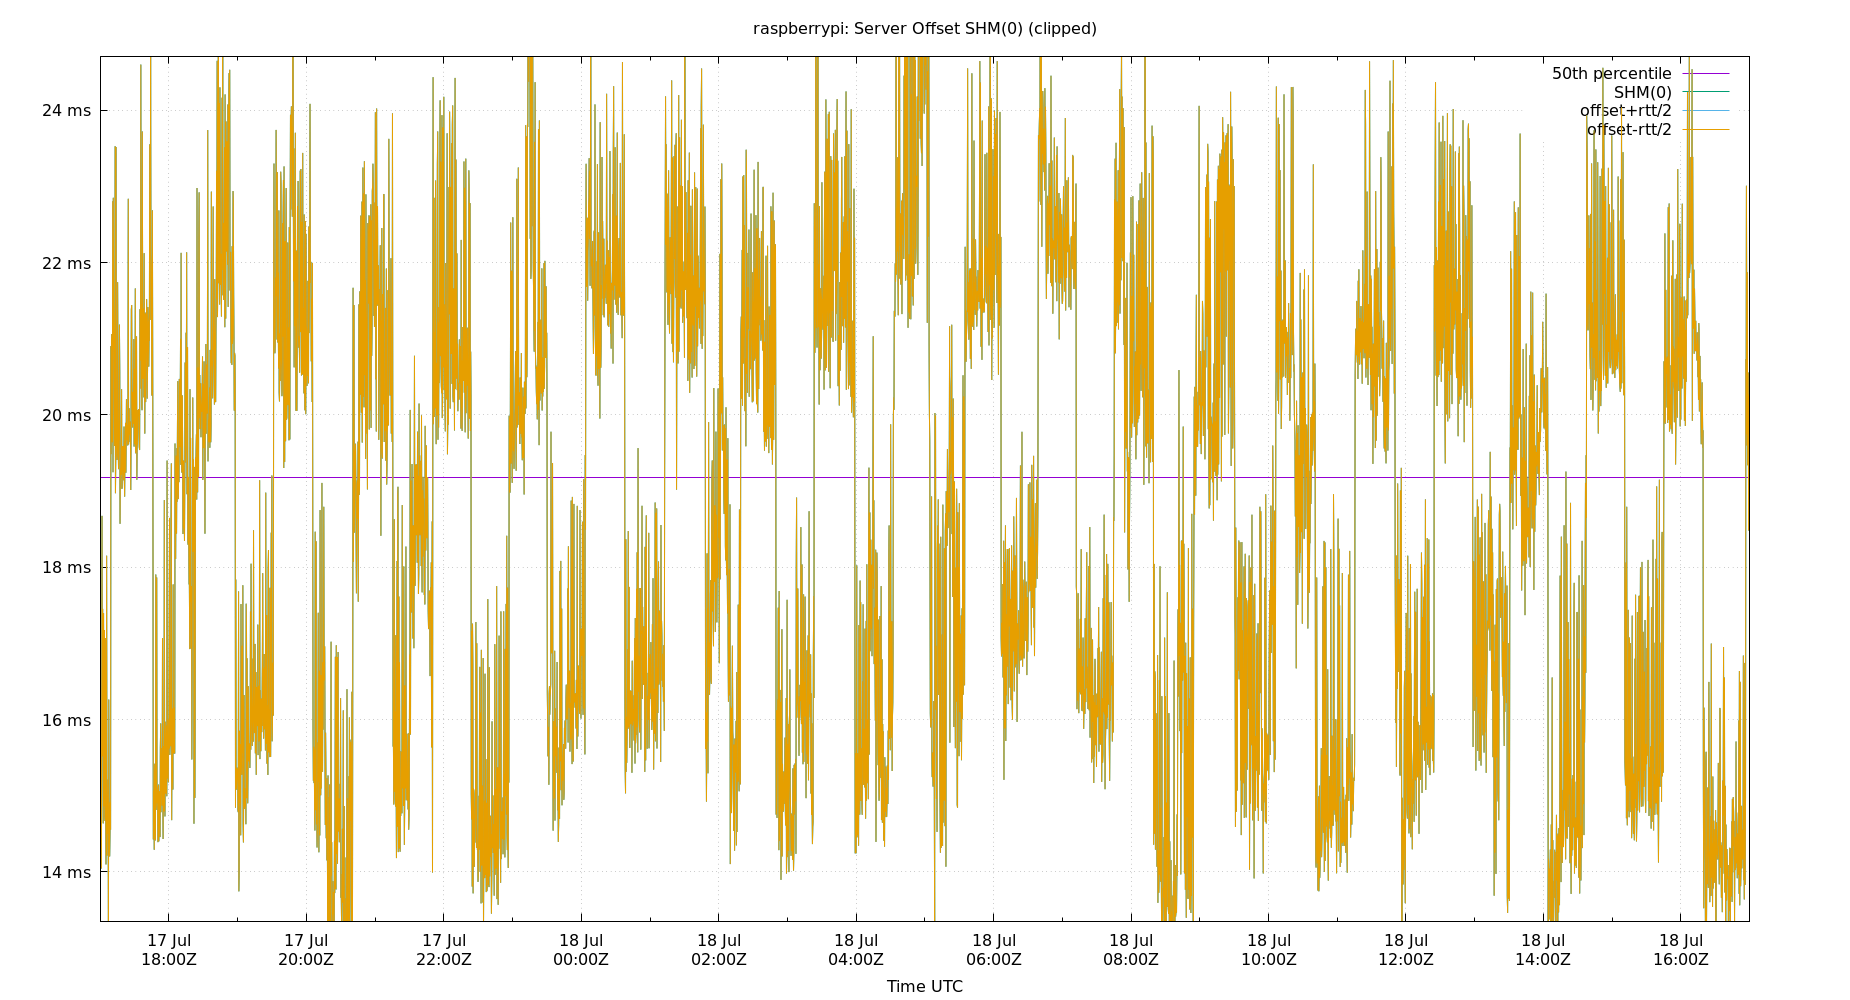 raspberrypi: Server Offset SHM(0) (clipped)
50th percentile
SHM(0)
offset+rtt/2
offset-rtt/2
24 ms
22 ms
20 ms
18 ms
16 ms
14 ms
17 Jul 17 Jul 17 Jul 18 Jul 18 Jul 18 Jul 18 Jul 18 Jul 18 Jul 18 Jul 18 Jul 18 Jul
18:00Z 20:00Z 22:00Z 00:00Z 02:00Z 04:00Z 06:00Z 08:00Z 10:00Z 12:00Z 14:00Z 16:00Z
Time UTC